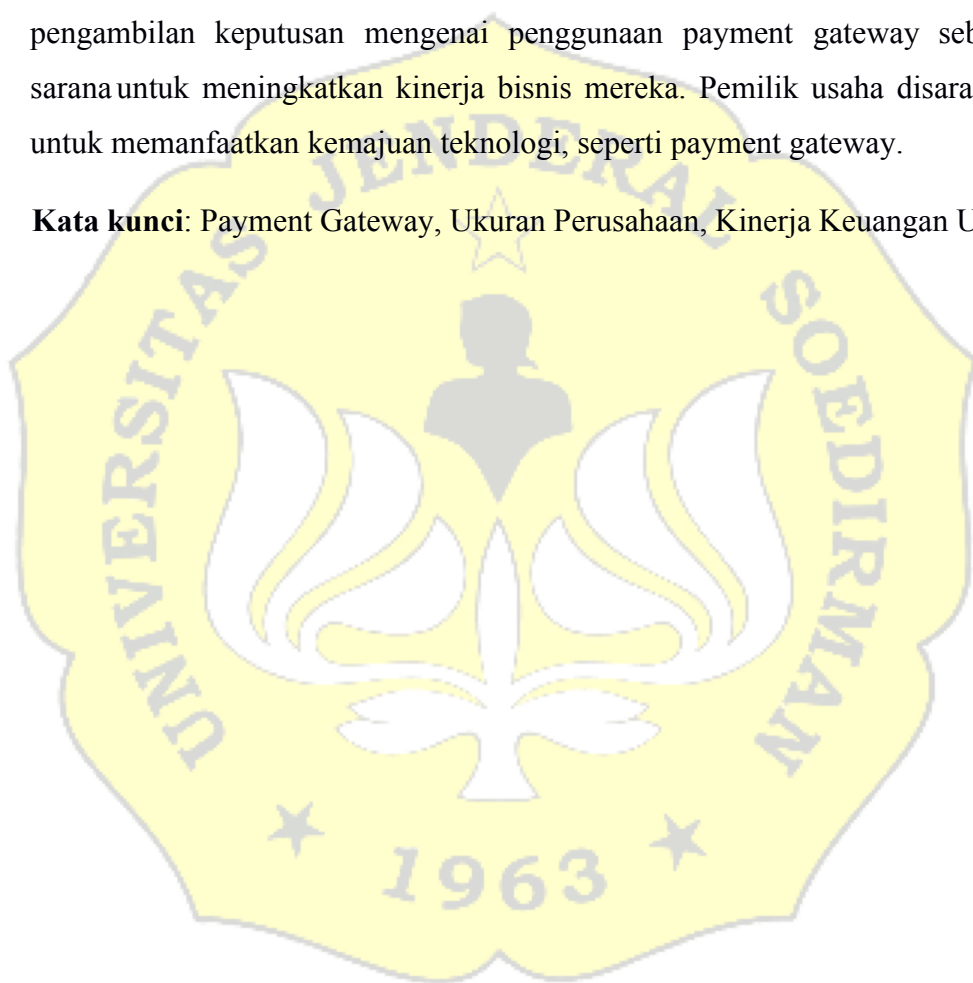 pengambilan keputusan mengenai penggunaan payment gateway seb
sarana untuk meningkatkan kinerja bisnis mereka. Pemilik usaha disara
untuk memanfaatkan kemajuan teknologi, seperti payment gateway.
Kata kunci: Payment Gateway, Ukuran Perusahaan, Kinerja Keuangan U
UNIVERSITAS JENDERAL SOEDIRMAN
1963